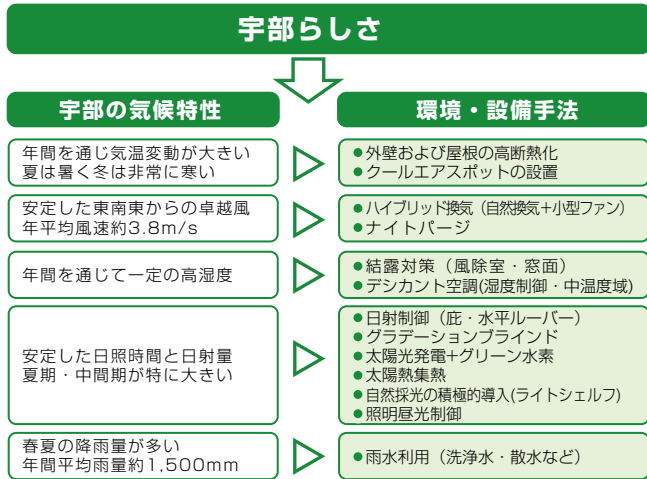 宇部らしさ
宇部の気候特性
環境・設備手法
年間を通じ気温変動が大きい
夏は暑く冬は非常に寒い
●外壁および屋根の高断熱化
●クールエアスポットの設置
安定した東南東からの卓越風
年平均風速約3.8m/s
●ハイブリッド換気（自然換気+小型ファン）
●ナイトパージ
年間を通じて一定の高湿度
●結露対策（風除室・窓面）
●デシカント空調(湿度制御・中温度域)
安定した日照時間と日射量
夏期・中間期が特に大きい
●日射制御（庇・水平ルーバー）
●グラデーションブラインド
●太陽光発電+グリーン水素
●太陽熱集熱
●自然採光の積極的導入(ライトシェルフ)
●照明昼光制御
春夏の降雨量が多い
年間平均雨量約1,500mm
●雨水利用（洗浄水・散水など）